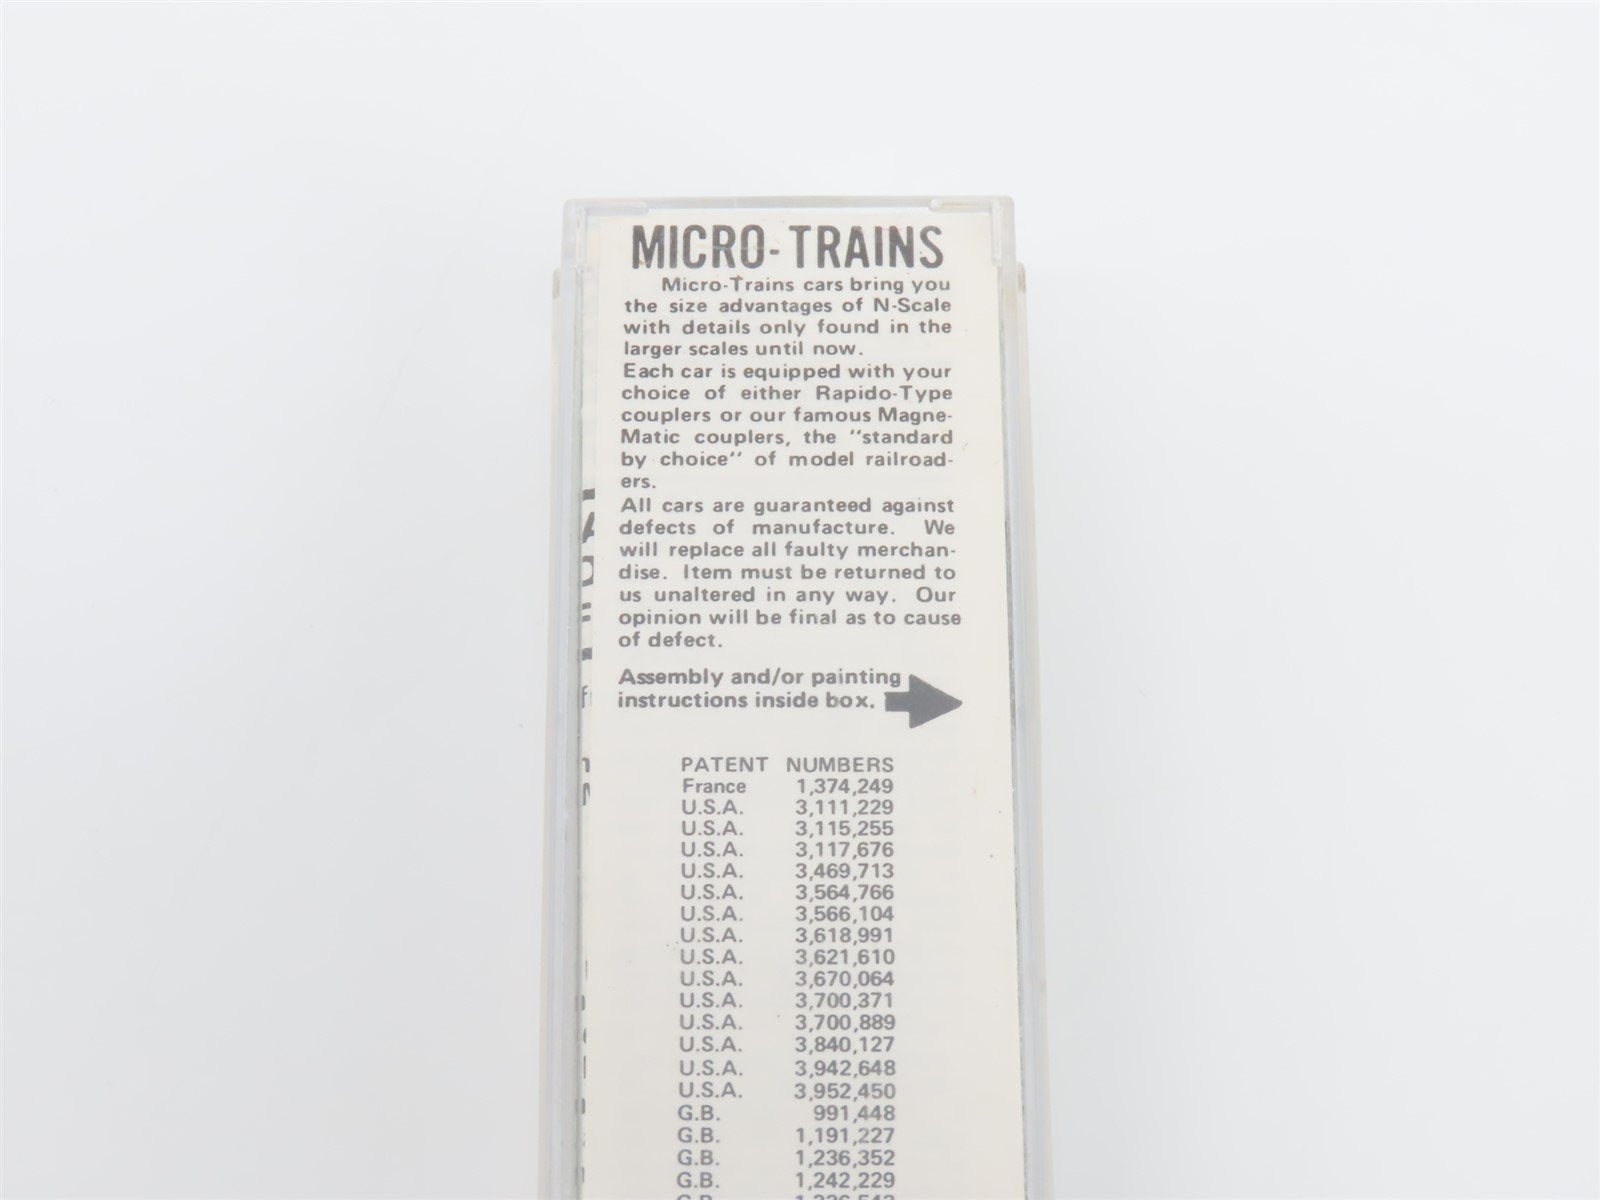 MICRO-TRAINS
Micro-Trains cars bring you
the size advantages of N-Scale
with details only found in the
larger scales until now.
Each car is equipped with your
choice of either Rapido-Type
couplers or our famous Magne-
Matic couplers, the "standard
by choice" of model railroad-
ers.
All cars are guaranteed against
defects of manufacture. We
will replace all faulty merchan-
dise. Item must be returned to
us unaltered in any way. Our
opinion will be final as to cause
of defect.
Assembly and/or painting
instructions inside box.
PATENT NUMBERS
France 1,374,249
U.S.A. 3,111,229
U.S.A. 3,115,255
U.S.A. 3,117,676
U.S.A. 3,469,713
U.S.A. 3,564,766
U.S.A. 3,566,104
U.S.A. 3,618,991
U.S.A. 3,621,610
U.S.A. 3,670,064
U.S.A. 3,700,371
U.S.A. 3,700,889
U.S.A. 3,840,127
U.S.A. 3,942,648
U.S.A. 3,952,450
G.B. 991,448
G.B. 1,191,227
G.B. 1,236,352
G.B. 1,242,229